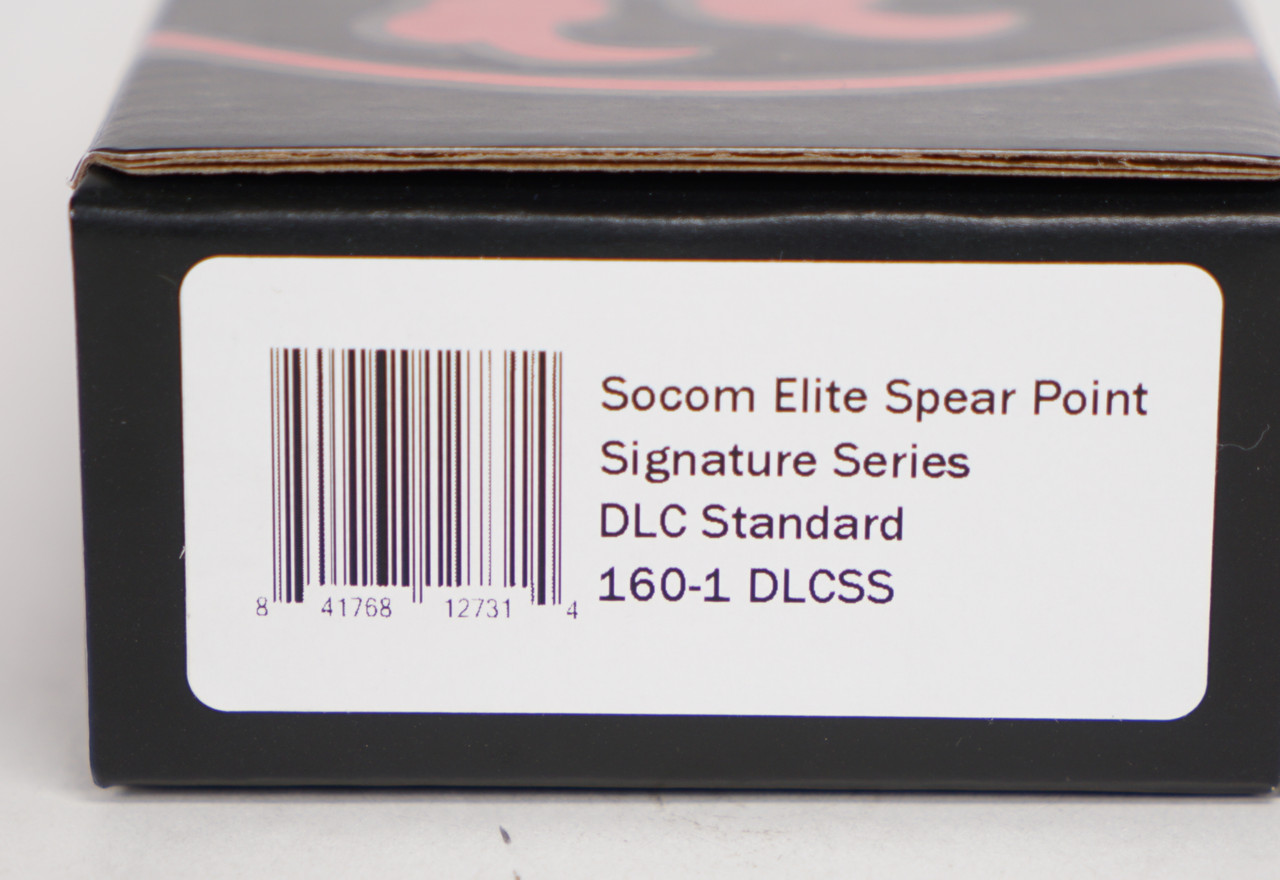 Socom Elite Spear Point
Signature Series
DLC Standard
160-1 DLCSS
8 41768 12731 4